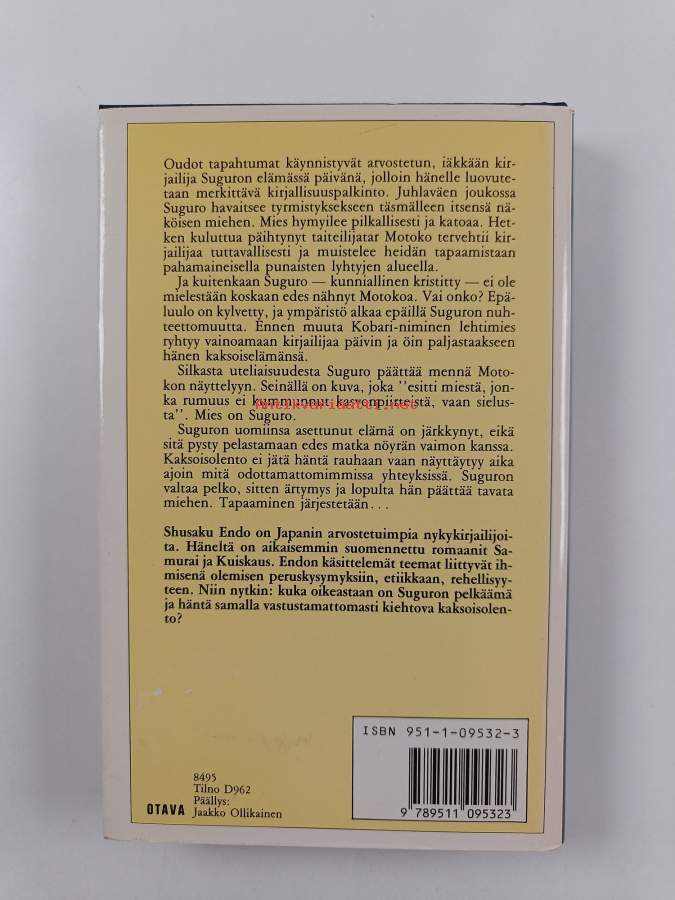 Oudot tapahtumat käynnistyvät arvostetun, iäkkään kir-
jailija Suguron elämässä päivänä, jolloin hänelle luovute-
taan merkittävä kirjallisuuspalkinto. Juhlaväen joukossa
Suguro havaitsee tyrmistyksekseen täsmälleen itsensä nä-
köisen miehen. Mies hymyilee pilkallisesti ja katoaa. Het-
ken kuluttua päihtynyt taiteilijatar Motoko tervehtii kir-
jailijaa tuttavallisesti ja muistelee heidän tapaamistaan
pahamaineisella punaisten lyhtyjen alueella.
Ja kuitenkaan Suguro — kunniallinen kristitty — ei ole
mielestään koskaan edes nähnyt Motokoa. Vai onko? Epä-
luulo on kylvetty, ja ympäristö alkaa epäillä Suguron nuh-
teettomuutta. Ennen muuta Kobari-niminen lehtimies
ryhtyy vainoamaan kirjailijaa päivin ja öin paljastaakseen
hänen kaksoiselämänsä.
Silkasta uteliaisuudesta Suguro päättää mennä Moto-
kon näyttelyyn. Seinällä on kuva, joka "esitti miestä, jon-
ka rumuus ei kummunnut kasvonpiirteistä, vaan sielus-
antikvariaatti.net
ta". Mies on Suguro.
Suguron uomiinsa asettunut elämä on järkkynyt, eikä
sitä pysty pelastamaan edes matka nöyrän vaimon kanssa.
Kaksoisolento ei jätä häntä rauhaan vaan näyttäytyy aika
ajoin mitä odottamattomimmissa yhteyksissä. Suguron
valtaa pelko, sitten ärtymys ja lopulta hän päättää tavata
miehen. Tapaaminen järjestetään...
Shusaku Endo on Japanin arvostetuimpia nykykirjailijoi-
ta. Häneltä on aikaisemmin suomennettu romaanit Sa-
murai ja Kuiskaus. Endon käsittelemät teemat liittyvät ih-
misenä olemisen peruskysymyksiin, etiikkaan, rehellisyy-
teen. Niin nytkin: kuka oikeastaan on Suguron pelkäämä
ja häntä samalla vastustamattomasti kiehtova kaksoisolen-
to?
ISBN 951-1-09532-3
9 789511 095323
8495
Tilno D962
Päällys:
OTAVA Jaakko Ollikainen